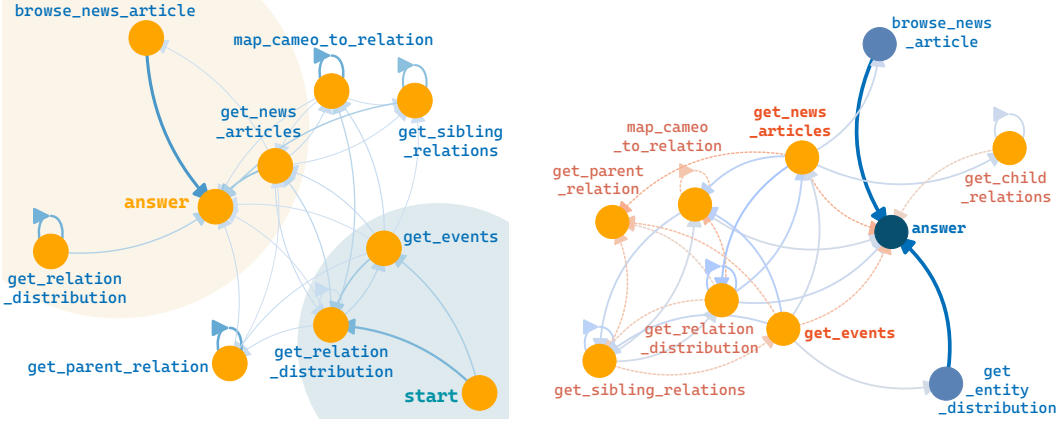 browse_news_article
map_cameo_to_relation
get_news
_articles
get_sibling
_relations
answer
get_events
get_relation
_distribution
get_relation
_distribution
get_parent_relation
start
browse_news
_article
get_news
_articles
map_cameo
_to_relation
get_parent
_relation
get_child
_relations
answer
get_relation
_distribution
get_events
get_sibling_relations
get
_entity
_distribution